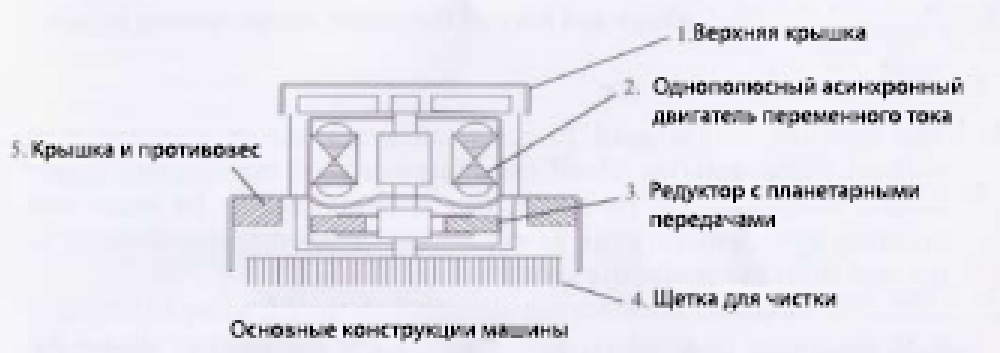 1. Верхняя крышка
2. Однополюсный асинхронный
двигатель переменного тока
5. Крышка и противовес
3. Редуктор с планетарными
передачами
4. Щетка для чистки
Основные конструкции машины